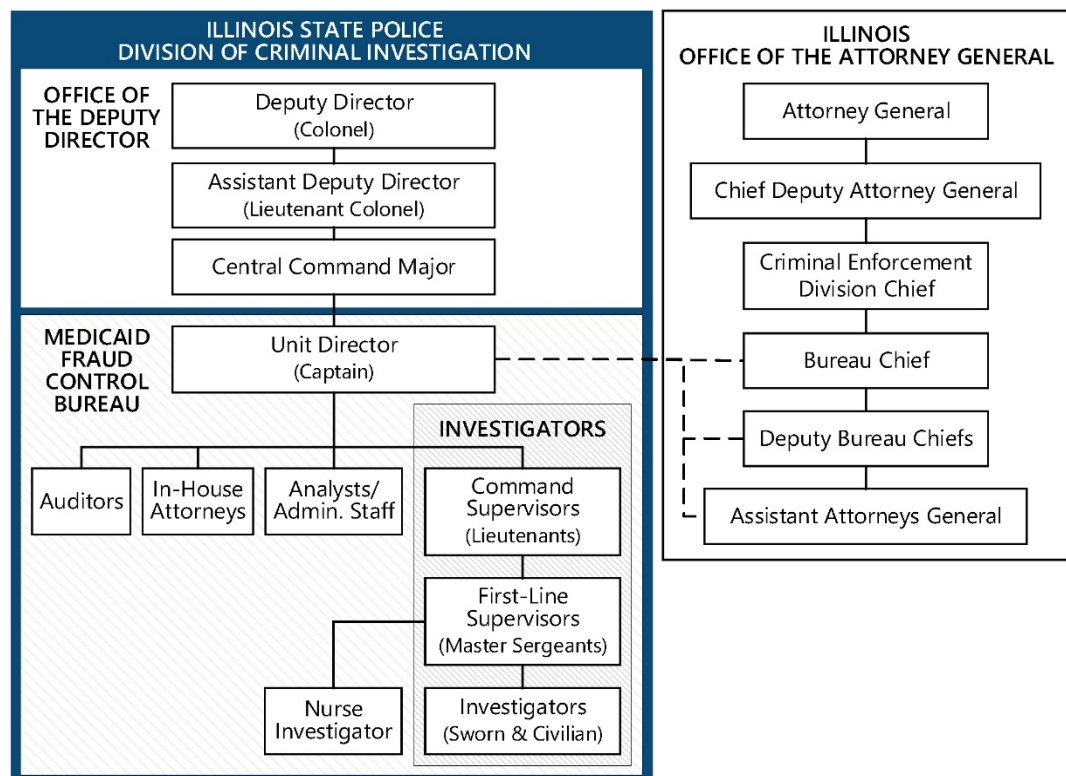 ILLINOIS STATE POLICE
DIVISION OF CRIMINAL INVESTIGATION
OFFICE OF
THE DEPUTY
DIRECTOR
Deputy Director
(Colonel)
Assistant Deputy Director
(Lieutenant Colonel)
Central Command Major
MEDICAID
FRAUD
CONTROL
BUREAU
Unit Director
(Captain)
INVESTIGATORS
Auditors
In-House
Attorneys
Analysts/
Admin. Staff
Command
Supervisors
(Lieutenants)
First-Line
Supervisors
(Master Sergeants)
Nurse
Investigator
Investigators
(Sworn & Civilian)
ILLINOIS
OFFICE OF THE ATTORNEY GENERAL
Attorney General
Chief Deputy Attorney General
Criminal Enforcement
Division Chief
Bureau Chief
Deputy Bureau Chiefs
Assistant Attorneys General